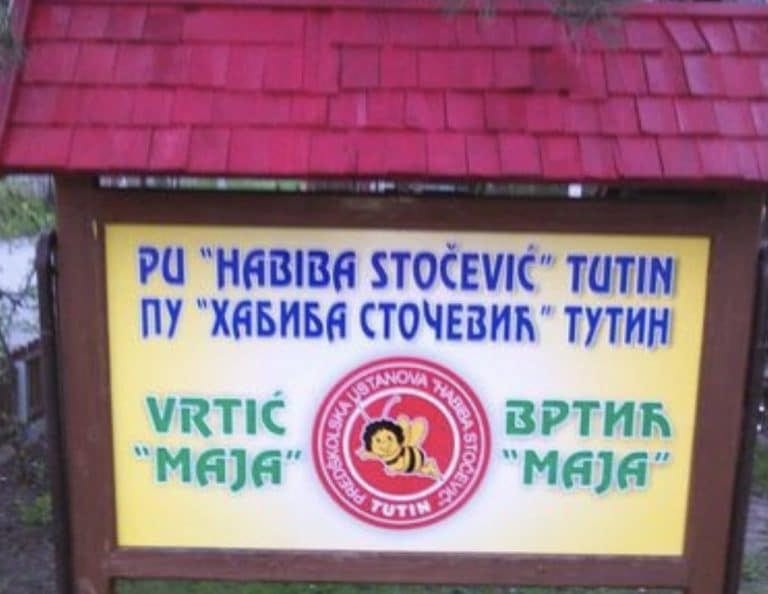 PU "HABIBA STOČEVIĆ" TUTIN
ПУ "ХАБИБА СТОЧЕВИЋ" ТУТИН
VRTIĆ
"MAJA"
PREDŠKOLSKA USTANOVA "HABIBA STOČEVIĆ"
TUTIN
ВРТИЋ
"МАЈА"